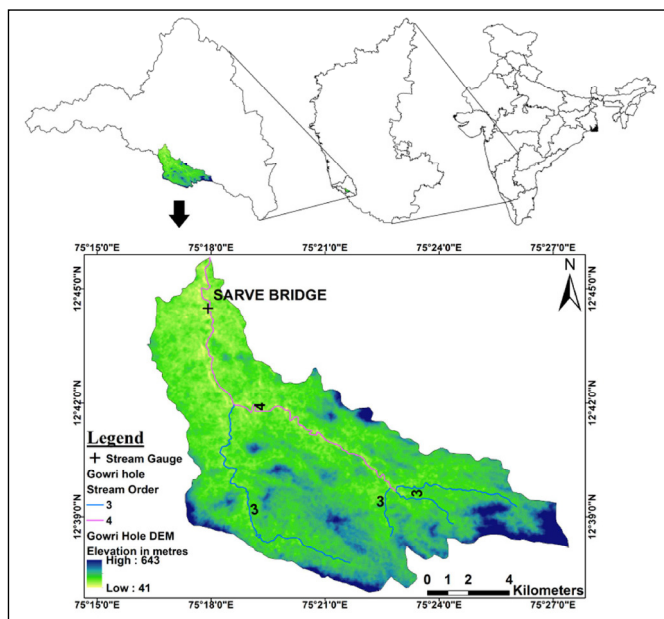 75°15'0"E 75°18'0"E 75°21'0"E 75°24'0"E 75°27'0"E
N
12°45'0"N 12°45'0"N
SARVE BRIDGE
12°42'0"N 12°42'0"N
4
Legend
Stream Gauge
Gowri hole
Stream Order
3
4
3
3
3
12°39'0"N 12°39'0"N
Gowri Hole DEM
Elevation in metres
High : 643
Low : 41
0 1 2 4
Kilometers
75°15'0"E 75°18'0"E 75°21'0"E 75°24'0"E 75°27'0"E